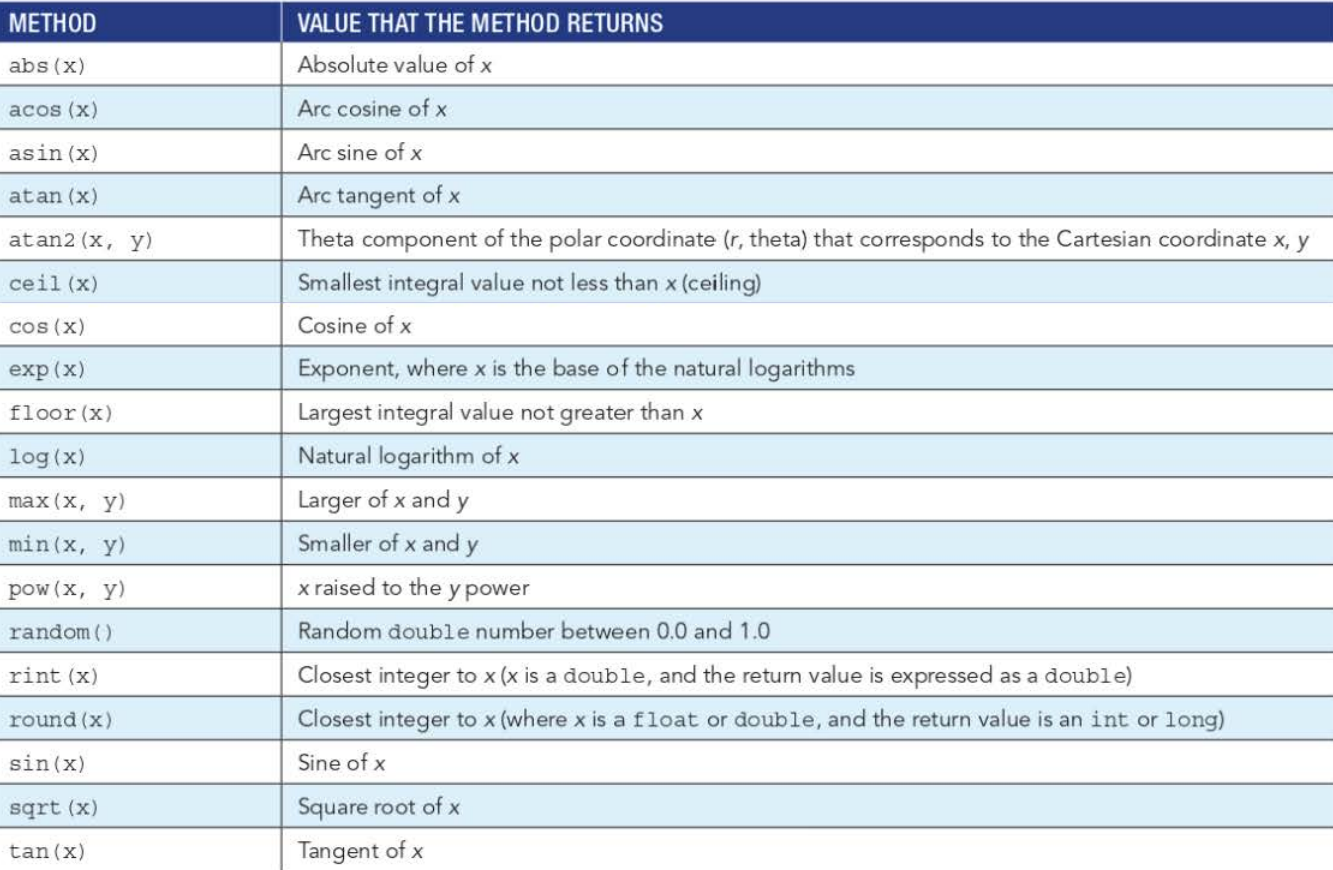 METHOD VALUE THAT THE METHOD RETURNS
abs(x) Absolute value of x
acos(x) Arc cosine of x
asin(x) Arc sine of x
atan(x) Arc tangent of x
atan2(x, y) Theta component of the polar coordinate (r, theta) that corresponds to the Cartesian coordinate x, y
ceil(x) Smallest integral value not less than x (ceiling)
cos(x) Cosine of x
exp(x) Exponent, where x is the base of the natural logarithms
floor(x) Largest integral value not greater than x
log(x) Natural logarithm of x
max(x, y) Larger of x and y
min(x, y) Smaller of x and y
pow(x, y) x raised to the y power
random() Random double number between 0.0 and 1.0
rint(x) Closest integer to x (x is a double, and the return value is expressed as a double)
round(x) Closest integer to x (where x is a float or double, and the return value is an int or long)
sin(x) Sine of x
sqrt(x) Square root of x
tan(x) Tangent of x